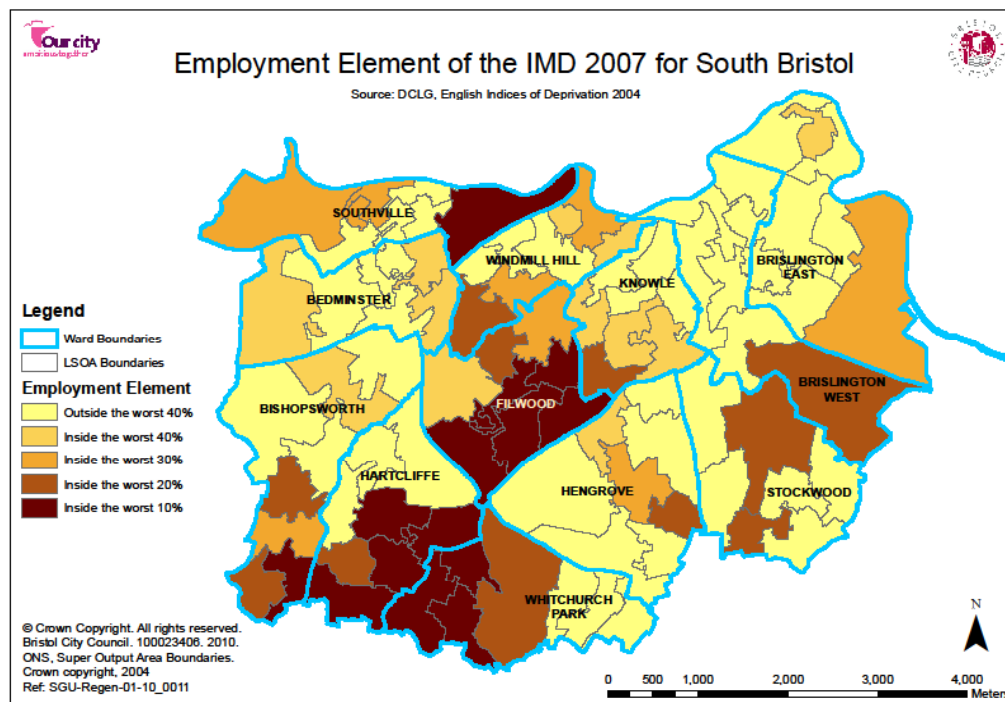 Our city
ambitious together
Employment Element of the IMD 2007 for South Bristol
Source: DCLG, English Indices of Deprivation 2004
SOUTHVILLE
WINDMILL HILL
BRISLINGTON
EAST
KNOWLE
BEDMINSTER
Legend
Ward Boundaries
LSOA Boundaries
Employment Element
Outside the worst 40%
Inside the worst 40%
Inside the worst 30%
Inside the worst 20%
Inside the worst 10%
BRISLINGTON
WEST
BISHOPSWORTH
FILWOOD
HARTCLIFFE
HENGROVE
STOCKWOOD
WHITCHURCH
PARK
N
© Crown Copyright. All rights reserved.
Bristol City Council. 100023406. 2010.
ONS, Super Output Area Boundaries.
Crown copyright, 2004
Ref: SGU-Regen-01-10_0011
0 500 1,000 2,000 3,000 4,000
Meters